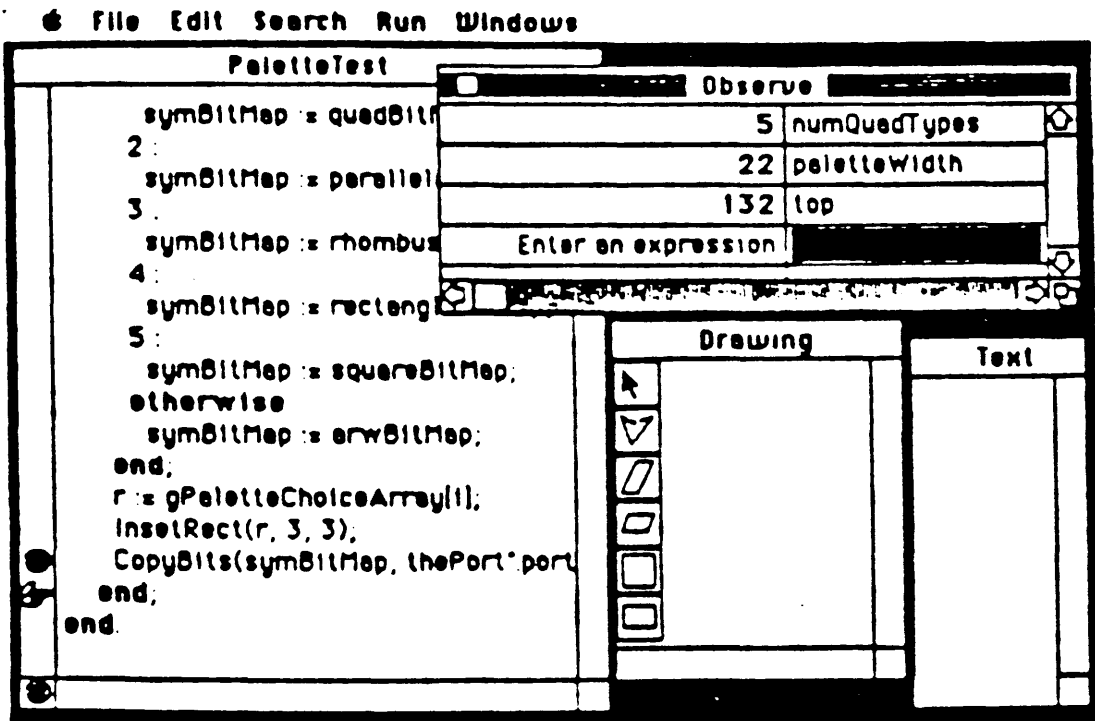 File Edit Search Run Windows
PaletteTest
symBitMap := quadBitM
2 :
symBitMap := parallel
3 :
symBitMap := rhombus
4 :
symBitMap := rectang
5 :
symBitMap := squareBitMap;
otherwise
symBitMap := arwBitMap;
end;
r := gPaletteChoiceArray[i];
InsetRect(r, 3, 3);
CopyBits(symBitMap, thePort^.port
end;
end.
Observe
5 numQuadTypes
22 paletteWidth
132 top
Enter an expression
Drawing
Text